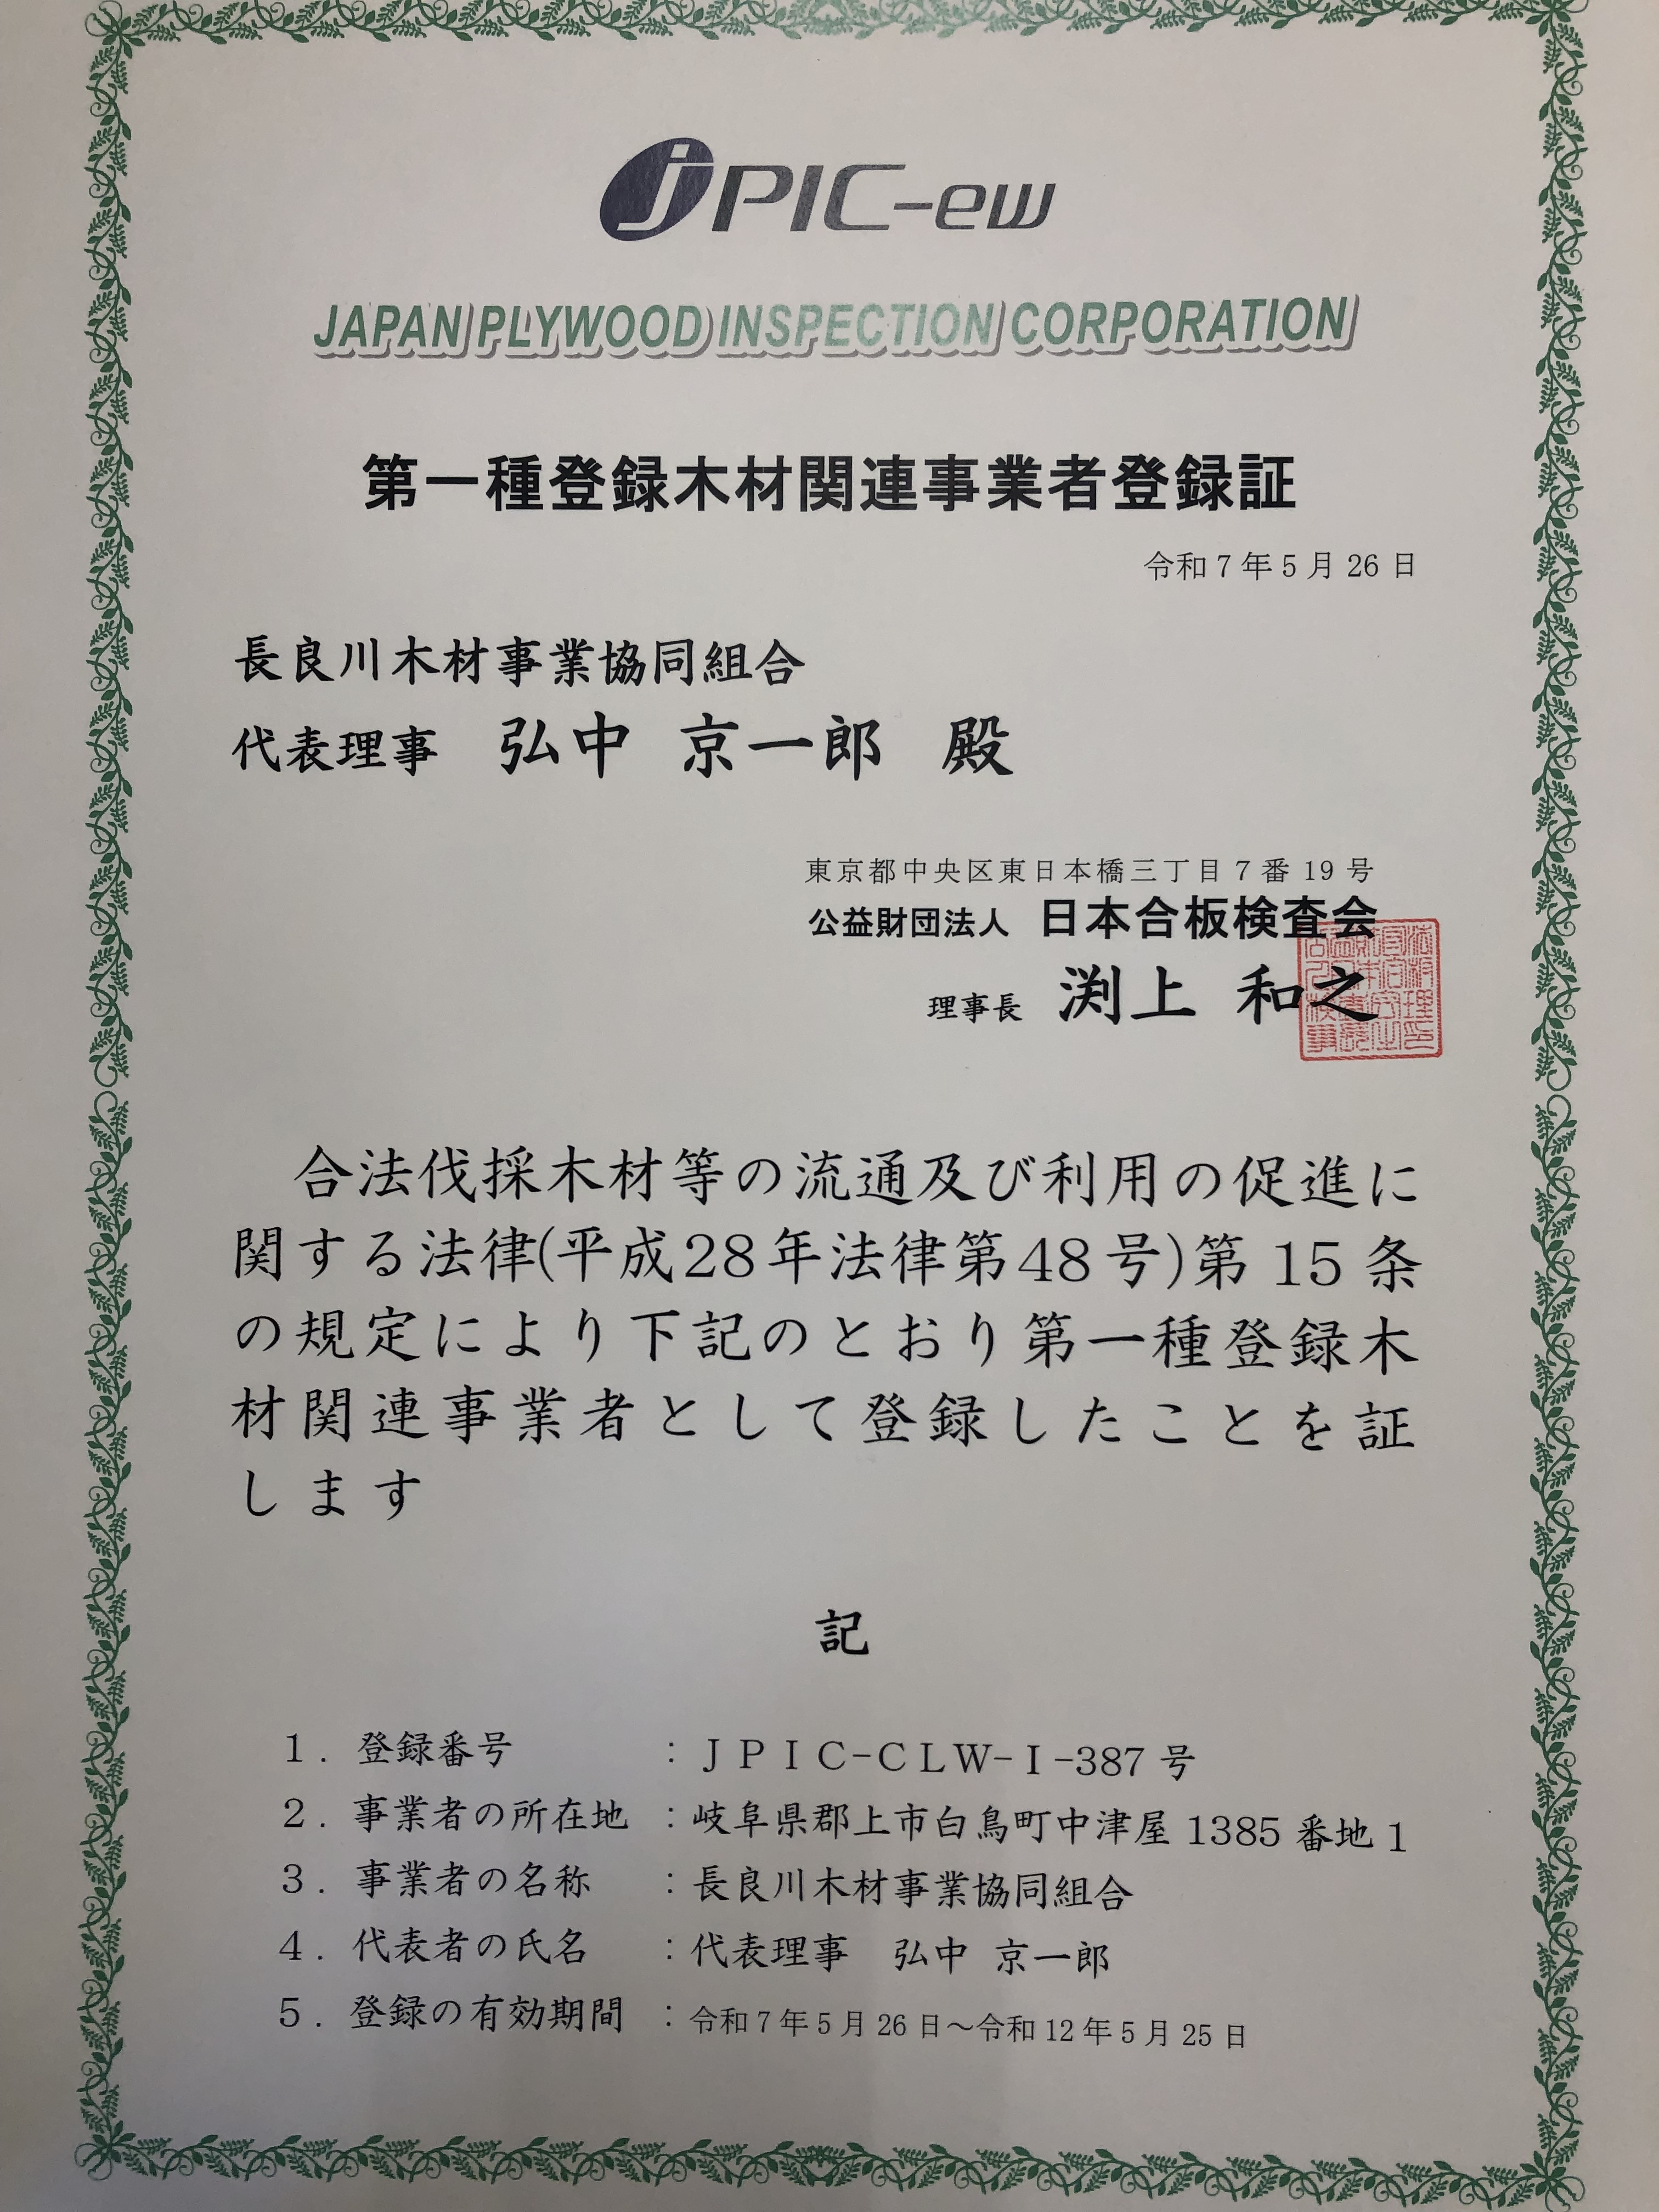 jPIC-ew
JAPAN PLYWOOD INSPECTION CORPORATION
第一種登録木材関連事業者登録証
令和7年5月26日
長良川木材事業協同組合
代表理事 弘中 京一郎 殿
東京都中央区東日本橋三丁目7番19号
公益財団法人 日本合板検査会
理事長 渕上 和之
合法伐採木材等の流通及び利用の促進に
関する法律(平成28年法律第48号)第15条
の規定により下記のとおり第一種登録木
材関連事業者として登録したことを証
します
記
1. 登録番号 : JPIC-CLW-I-387号
2. 事業者の所在地 : 岐阜県郡上市白鳥町中津屋1385番地1
3. 事業者の名称 : 長良川木材事業協同組合
4. 代表者の氏名 : 代表理事 弘中 京一郎
5. 登録の有効期間 : 令和7年5月26日～令和12年5月25日